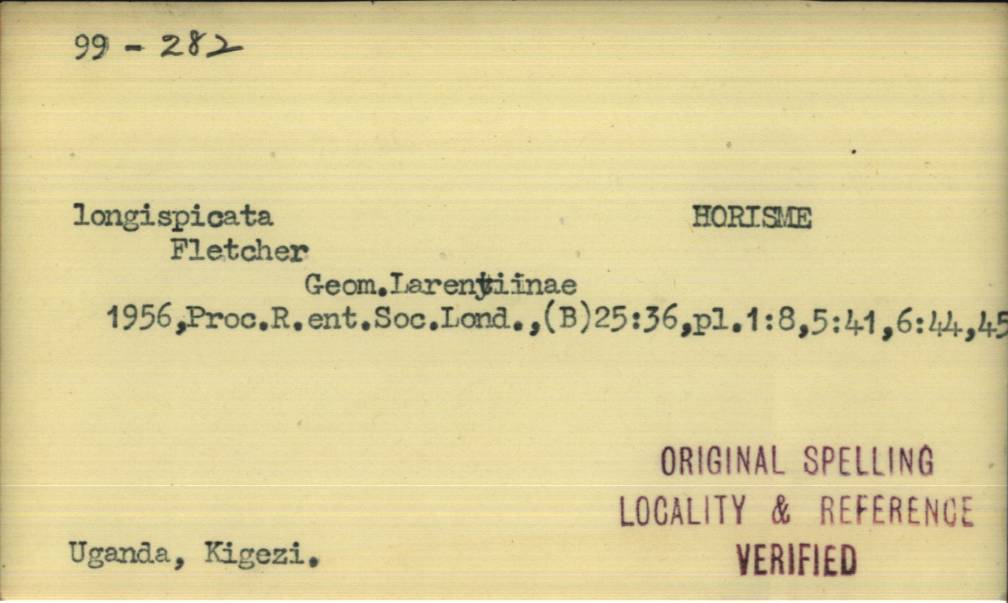 99 - 282
longispicata HORISME
Fletcher
Geom.Larentiinae
1956,Proc.R.ent.Soc.Lond.,(B)25:36,pl.1:8,5:41,6:44,45
ORIGINAL SPELLING
LOCALITY & REFERENCE
Uganda, Kigezi. VERIFIED